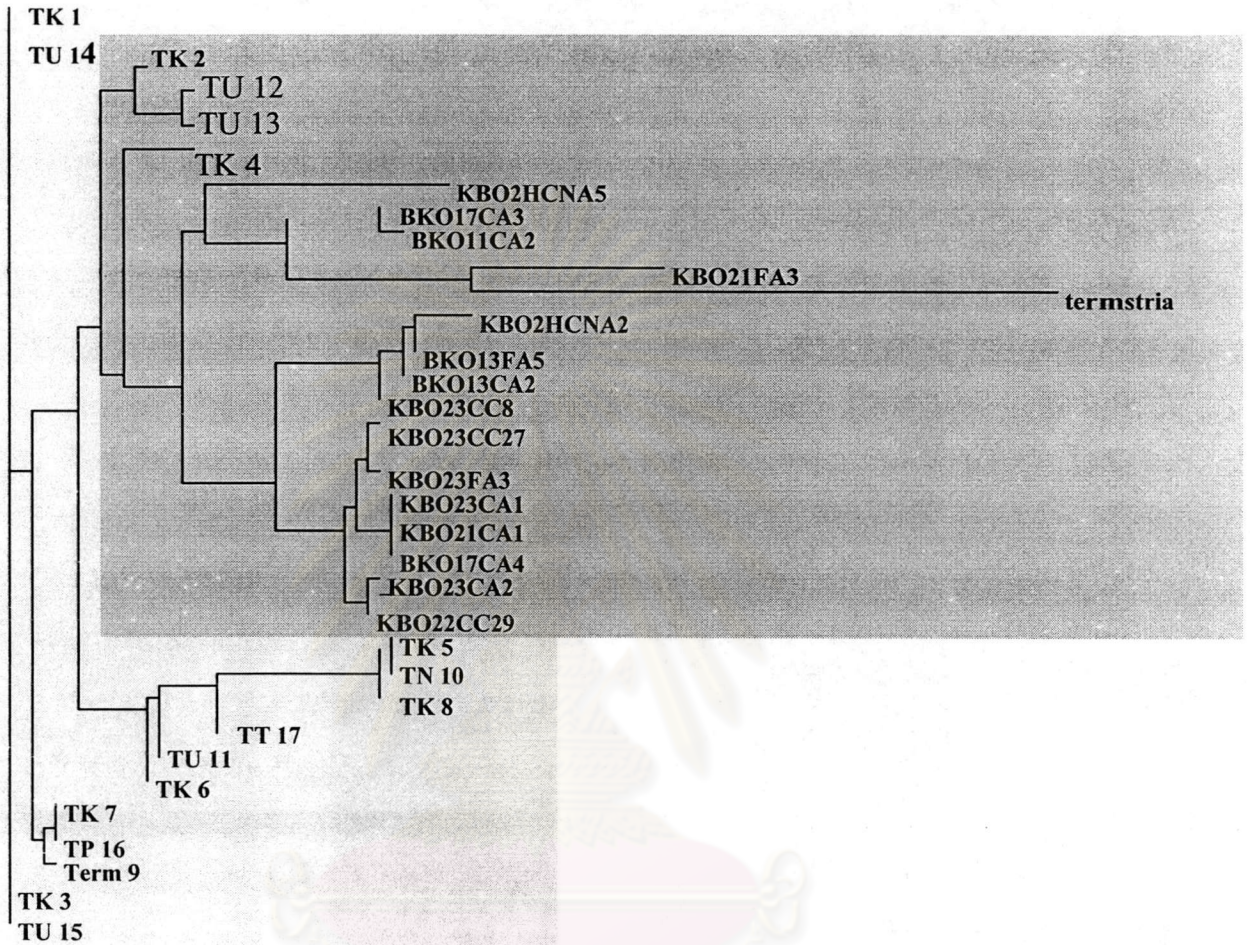 TK 1
TU 14
TK 2
TU 12
TU 13
TK 4
KBO2HCNA5
BKO17CA3
BKO11CA2
KBO21FA3
termstria
KBO2HCNA2
BKO13FA5
BKO13CA2
KBO23CC8
KBO23CC27
KBO23FA3
KBO23CA1
KBO21CA1
BKO17CA4
KBO23CA2
KBO22CC29
TK 5
TN 10
TK 8
TT 17
TU 11
TK 6
TK 7
TP 16
Term 9
TK 3
TU 15